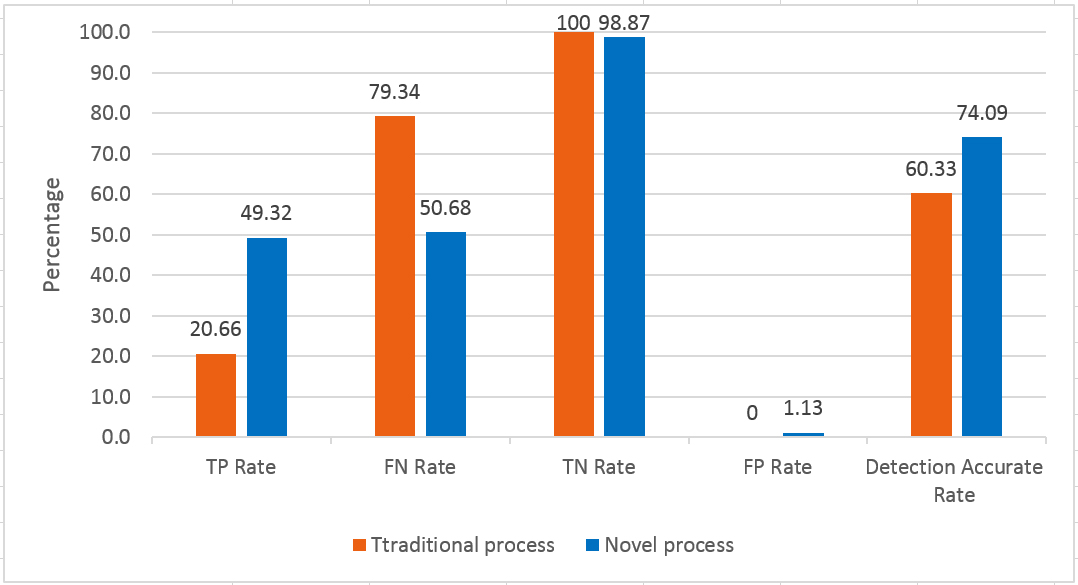 100.0
90.0
80.0
70.0
60.0
50.0
40.0
30.0
20.0
10.0
0.0
Percentage
20.66
49.32
79.34
50.68
100
98.87
0
1.13
60.33
74.09
TP Rate
FN Rate
TN Rate
FP Rate
Detection Accurate
Rate
Ttraditional process
Novel process